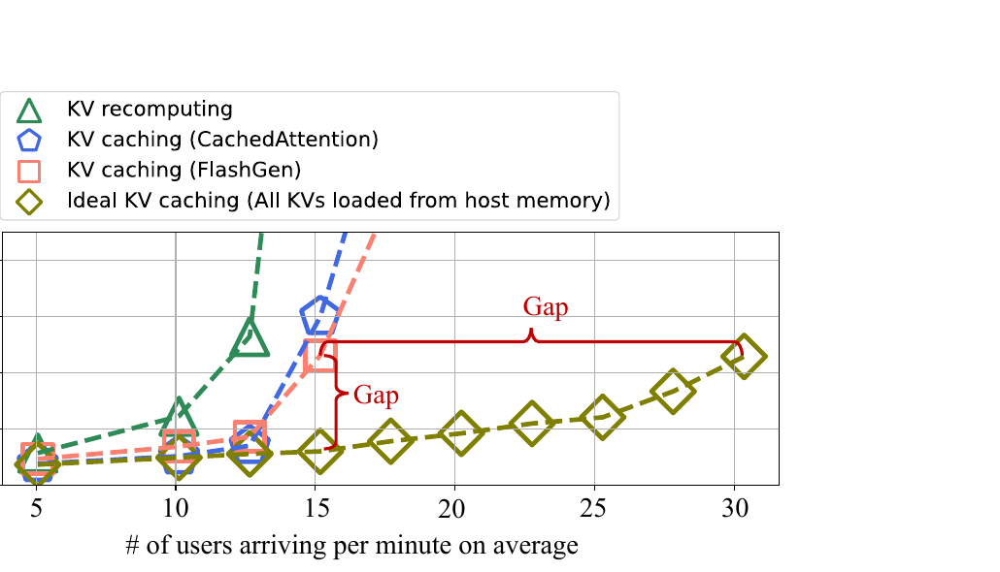 KV recomputing
KV caching (CachedAttention)
KV caching (FlashGen)
Ideal KV caching (All KVs loaded from host memory)
Gap
Gap
5 10 15 20 25 30
# of users arriving per minute on average